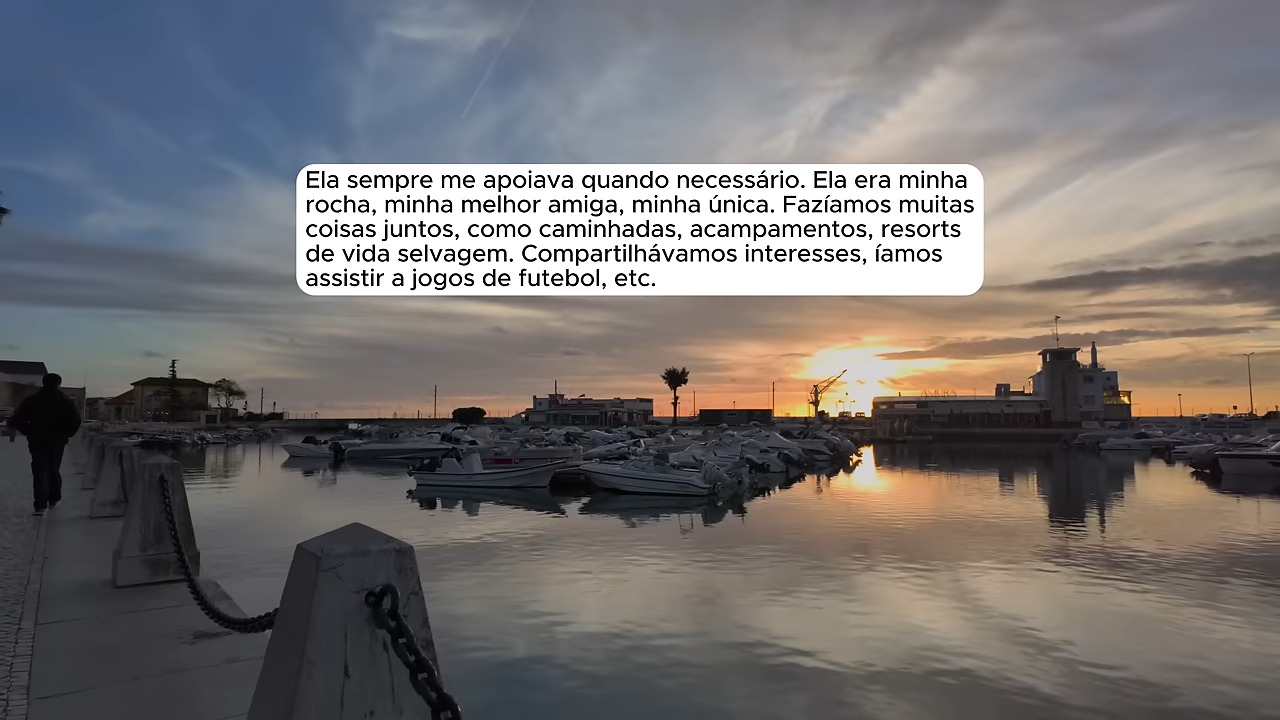 Ela sempre me apoiava quando necessário. Ela era minha
rocha, minha melhor amiga, minha única. Fazíamos muitas
coisas juntos, como caminhadas, acampamentos, resorts
de vida selvagem. Compartilhávamos interesses, íamos
assistir a jogos de futebol, etc.